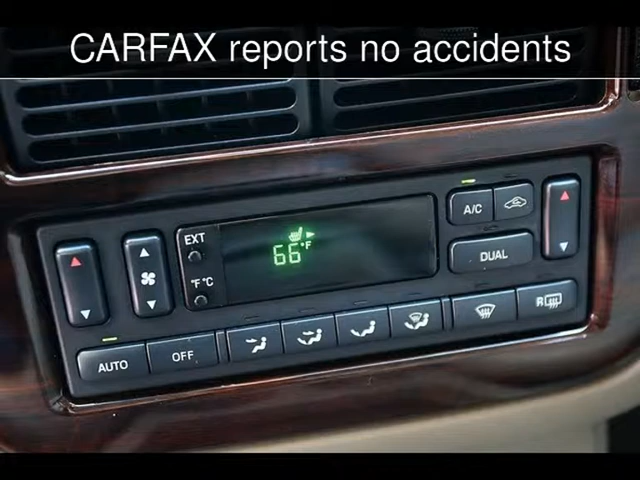 CARFAX reports no accidents
EXT
66°F
A/C
°F °C
DUAL
AUTO
OFF
R